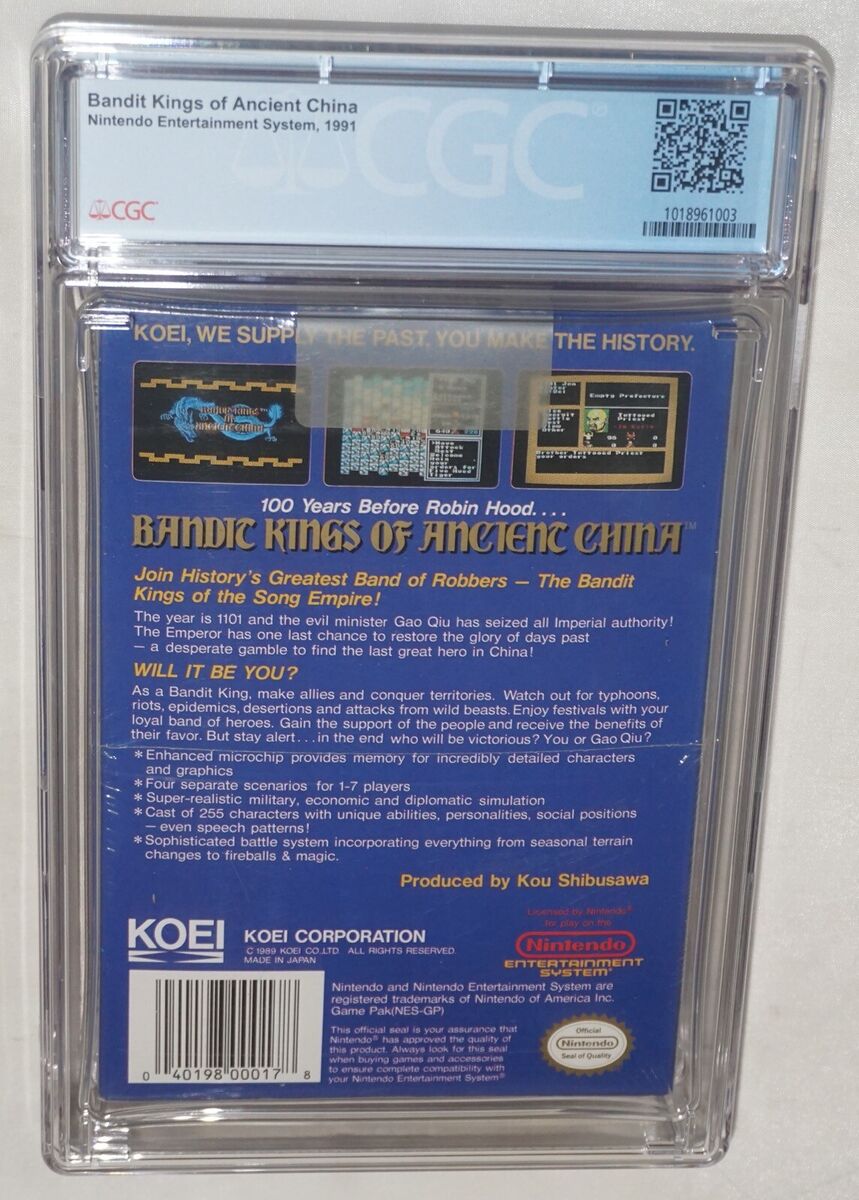 Bandit Kings of Ancient China
Nintendo Entertainment System, 1991
CGC®
CGC
1018961003
KOEI, WE SUPPLY THE PAST, YOU MAKE THE HISTORY.
BANDIT KINGS
OF
ANCIENT CHINA
Empty Prefecture
Tattooed
Priest
Brother Tattooed Priest
your orders
100 Years Before Robin Hood....
BANDIT KINGS OF ANCIENT CHINA™
Join History's Greatest Band of Robbers — The Bandit
Kings of the Song Empire!
The year is 1101 and the evil minister Gao Qiu has seized all Imperial authority!
The Emperor has one last chance to restore the glory of days past
— a desperate gamble to find the last great hero in China!
WILL IT BE YOU?
As a Bandit King, make allies and conquer territories. Watch out for typhoons,
riots, epidemics, desertions and attacks from wild beasts. Enjoy festivals with your
loyal band of heroes. Gain the support of the people and receive the benefits of
their favor. But stay alert...in the end who will be victorious? You or Gao Qiu?
* Enhanced microchip provides memory for incredibly detailed characters
and graphics
* Four separate scenarios for 1-7 players
* Super-realistic military, economic and diplomatic simulation
* Cast of 255 characters with unique abilities, personalities, social positions
— even speech patterns!
* Sophisticated battle system incorporating everything from seasonal terrain
changes to fireballs & magic.
Produced by Kou Shibusawa
KOEI
KOEI CORPORATION
© 1989 KOEI CO., LTD. ALL RIGHTS RESERVED.
MADE IN JAPAN
Licensed by Nintendo®
for play on the
Nintendo
ENTERTAINMENT
SYSTEM®
Nintendo and Nintendo Entertainment System are
registered trademarks of Nintendo of America Inc.
Game Pak(NES-GP)
This official seal is your assurance that
Nintendo® has approved the quality of
this product. Always look for this seal
when buying games and accessories
to ensure complete compatibility with
your Nintendo Entertainment System®
Official
Nintendo
Seal of Quality
0 40198 00017 8